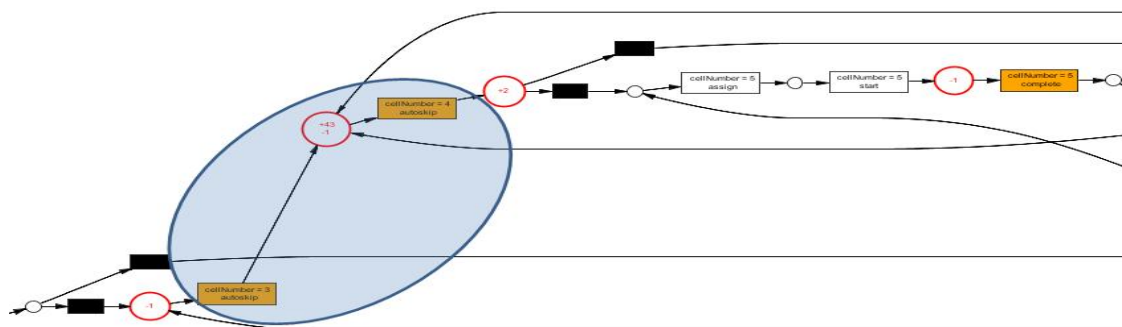 cellNumber = 5
assign
cellNumber = 5
start
-1
cellNumber = 5
complete
+2
cellNumber = 4
autoskip
+43
-1
cellNumber = 3
autoskip
-1